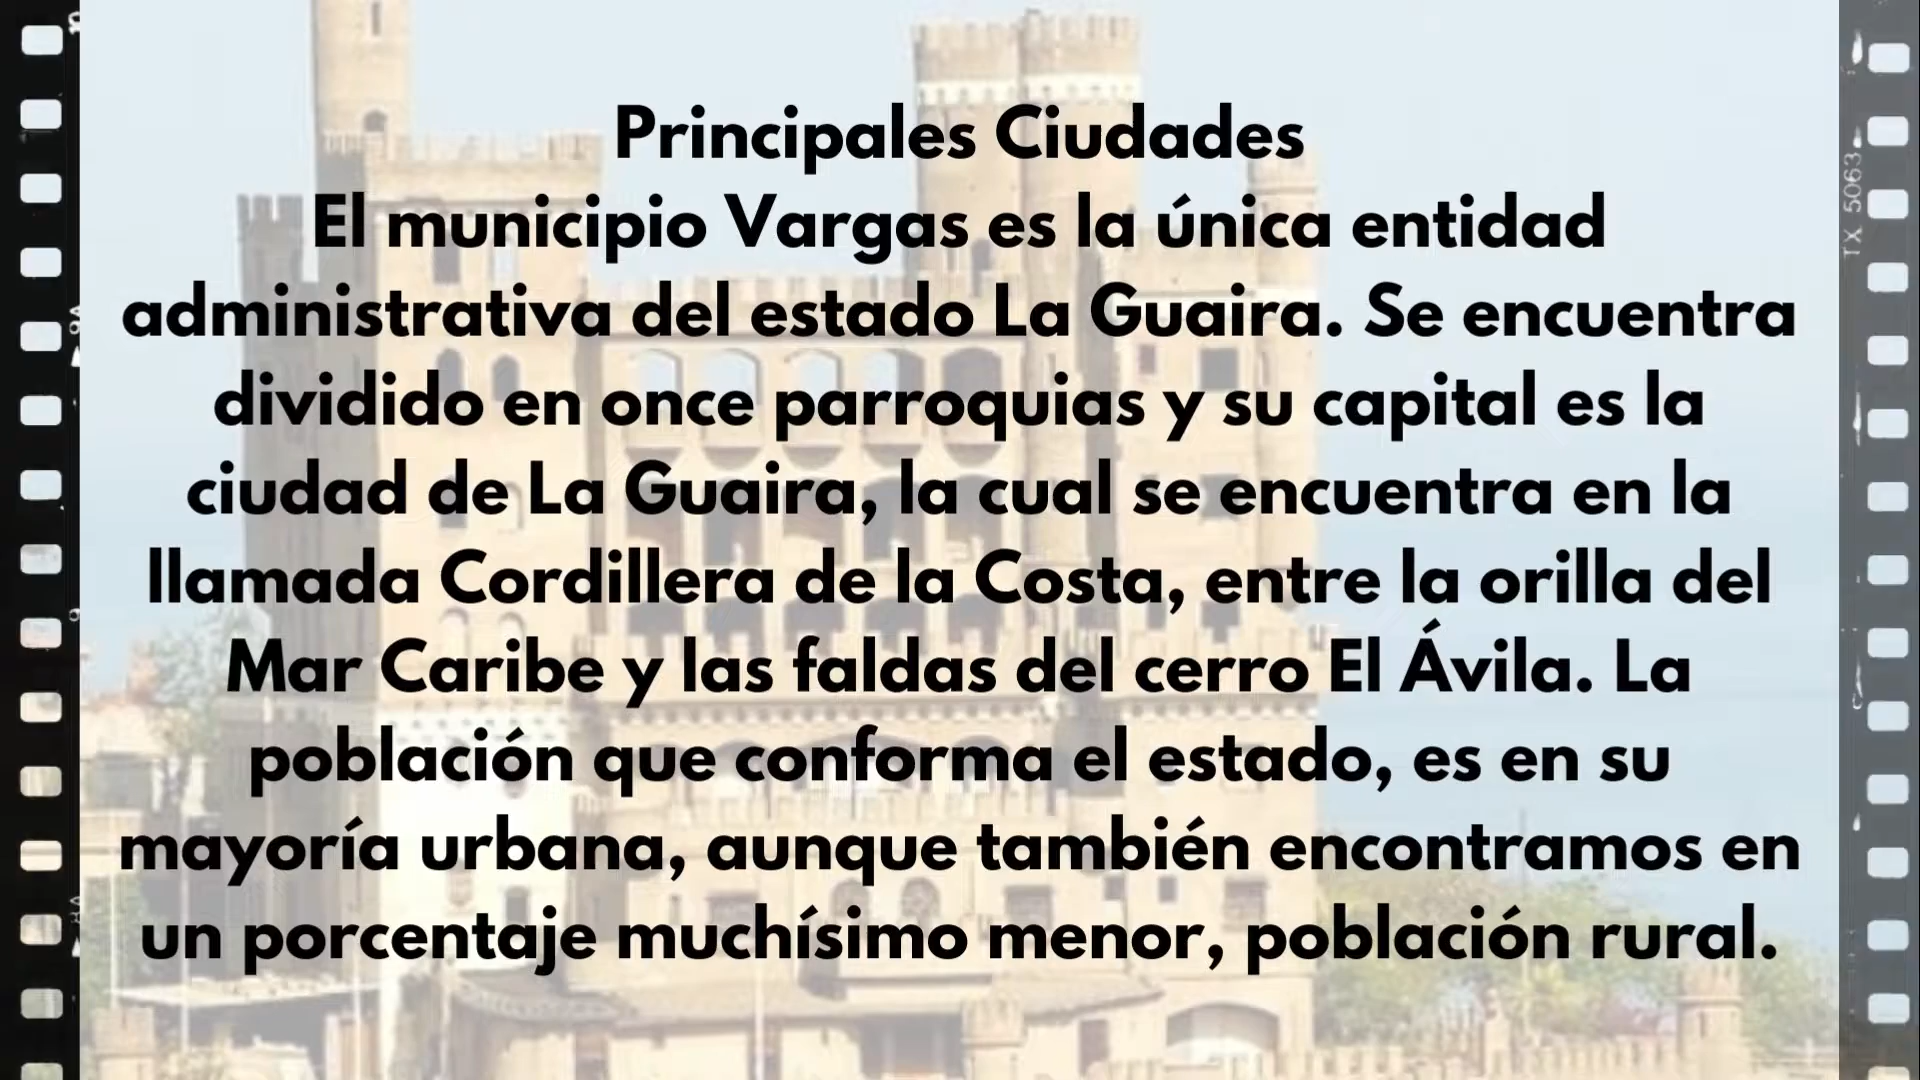 Principales Ciudades
El municipio Vargas es la única entidad
administrativa del estado La Guaira. Se encuentra
dividido en once parroquias y su capital es la
ciudad de La Guaira, la cual se encuentra en la
llamada Cordillera de la Costa, entre la orilla del
Mar Caribe y las faldas del cerro El Ávila. La
población que conforma el estado, es en su
mayoría urbana, aunque también encontramos en
un porcentaje muchísimo menor, población rural.
TX 5063